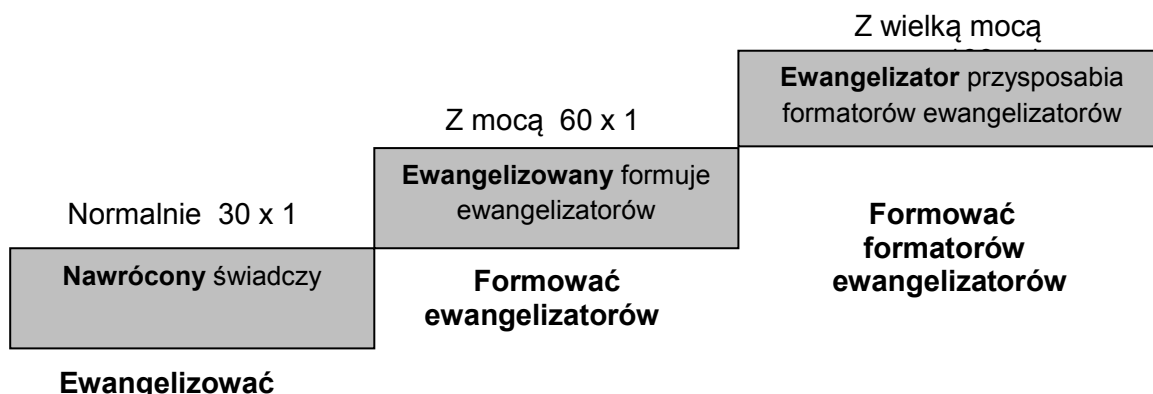 Z wielką mocą
Ewangelizator przysposabia
formatorów ewangelizatorów
Z mocą 60 x 1
Ewangelizowany formuje
ewangelizatorów
Formować
formatorów
ewangelizatorów
Normalnie 30 x 1
Nawrócony świadczy
Formować
ewangelizatorów
Ewangelizować